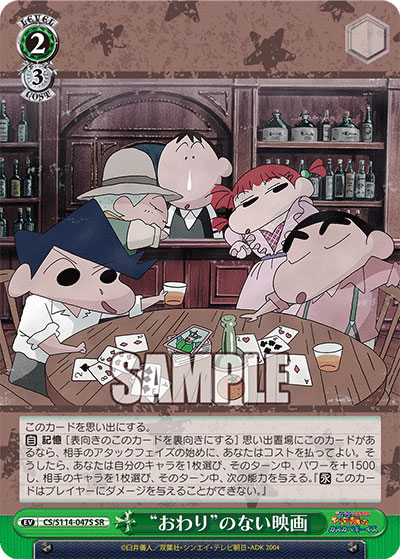 LEVEL
2
3
COST
SAMPLE
このカードを思い出にする。
自 記憶 [表向きのこのカードを裏向きにする] 思い出置場にこのカードがあ
るなら、相手のアタックフェイズの始めに、あなたはコストを払ってよい。そ
うしたら、あなたは自分のキャラを1枚選び、そのターン中、パワーを+1500
し、相手のキャラを1枚選び、そのターン中、次の能力を与える。『永 このカー
ドはプレイヤーにダメージを与えることができない。』
EV CS/S114-047S SR
“おわり”のない映画
©臼井儀人/双葉社・シンエイ・テレビ朝日・ADK 2004